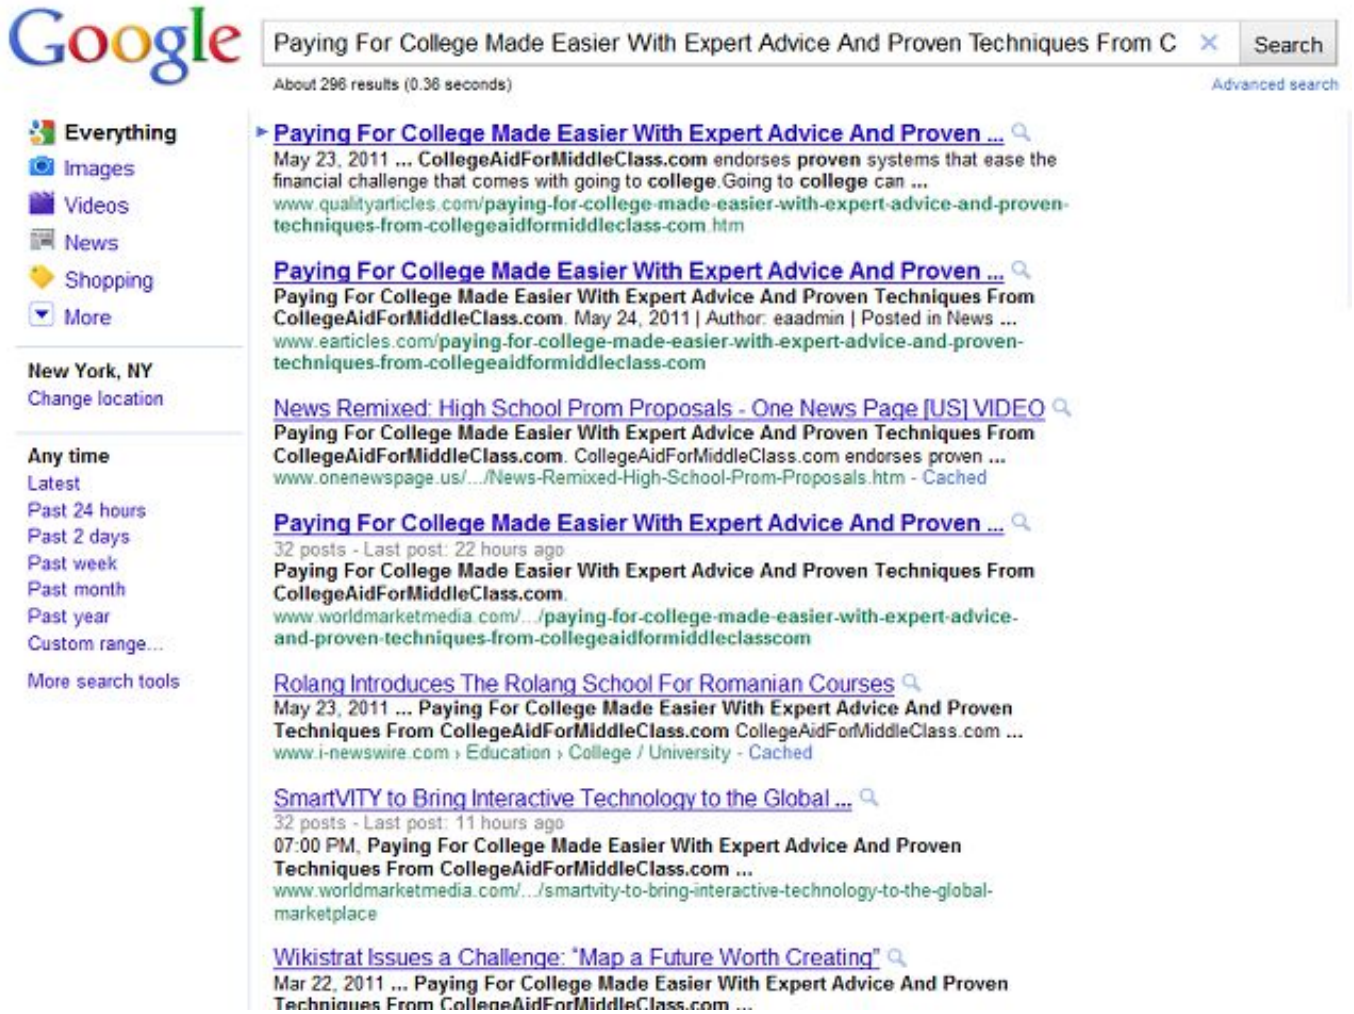 Google
Paying For College Made Easier With Expert Advice And Proven Techniques From C
Search
About 296 results (0.36 seconds)
Advanced search
Everything
Images
Videos
News
Shopping
More
New York, NY
Change location
Any time
Latest
Past 24 hours
Past 2 days
Past week
Past month
Past year
Custom range...
More search tools
Paying For College Made Easier With Expert Advice And Proven ...
May 23, 2011 ... CollegeAidForMiddleClass.com endorses proven systems that ease the
financial challenge that comes with going to college.Going to college can ...
www.qualityarticles.com/paying-for-college-made-easier-with-expert-advice-and-proven-
techniques-from-collegeaidformiddleclass-com.htm
Paying For College Made Easier With Expert Advice And Proven ...
Paying For College Made Easier With Expert Advice And Proven Techniques From
CollegeAidForMiddleClass.com. May 24, 2011 | Author: eaadmin | Posted in News ...
www.earticles.com/paying-for-college-made-easier-with-expert-advice-and-proven-
techniques-from-collegeaidformiddleclass-com
News Remixed: High School Prom Proposals - One News Page [US] VIDEO
Paying For College Made Easier With Expert Advice And Proven Techniques From
CollegeAidForMiddleClass.com. CollegeAidForMiddleClass.com endorses proven ...
www.onenewspage.us/.../News-Remixed-High-School-Prom-Proposals.htm - Cached
Paying For College Made Easier With Expert Advice And Proven ...
32 posts - Last post: 22 hours ago
Paying For College Made Easier With Expert Advice And Proven Techniques From
CollegeAidForMiddleClass.com.
www.worldmarketmedia.com/.../paying-for-college-made-easier-with-expert-advice-
and-proven-techniques-from-collegeaidformiddleclasscom
Rolang Introduces The Rolang School For Romanian Courses
May 23, 2011 ... Paying For College Made Easier With Expert Advice And Proven
Techniques From CollegeAidForMiddleClass.com CollegeAidForMiddleClass.com ...
www.i-newswire.com › Education › College / University - Cached
SmartVITY to Bring Interactive Technology to the Global ...
32 posts - Last post: 11 hours ago
07:00 PM, Paying For College Made Easier With Expert Advice And Proven
Techniques From CollegeAidForMiddleClass.com ...
www.worldmarketmedia.com/.../smartvity-to-bring-interactive-technology-to-the-global-
marketplace
Wikistrat Issues a Challenge: "Map a Future Worth Creating"
Mar 22, 2011 ... Paying For College Made Easier With Expert Advice And Proven
Techniques From CollegeAidForMiddleClass.com ...